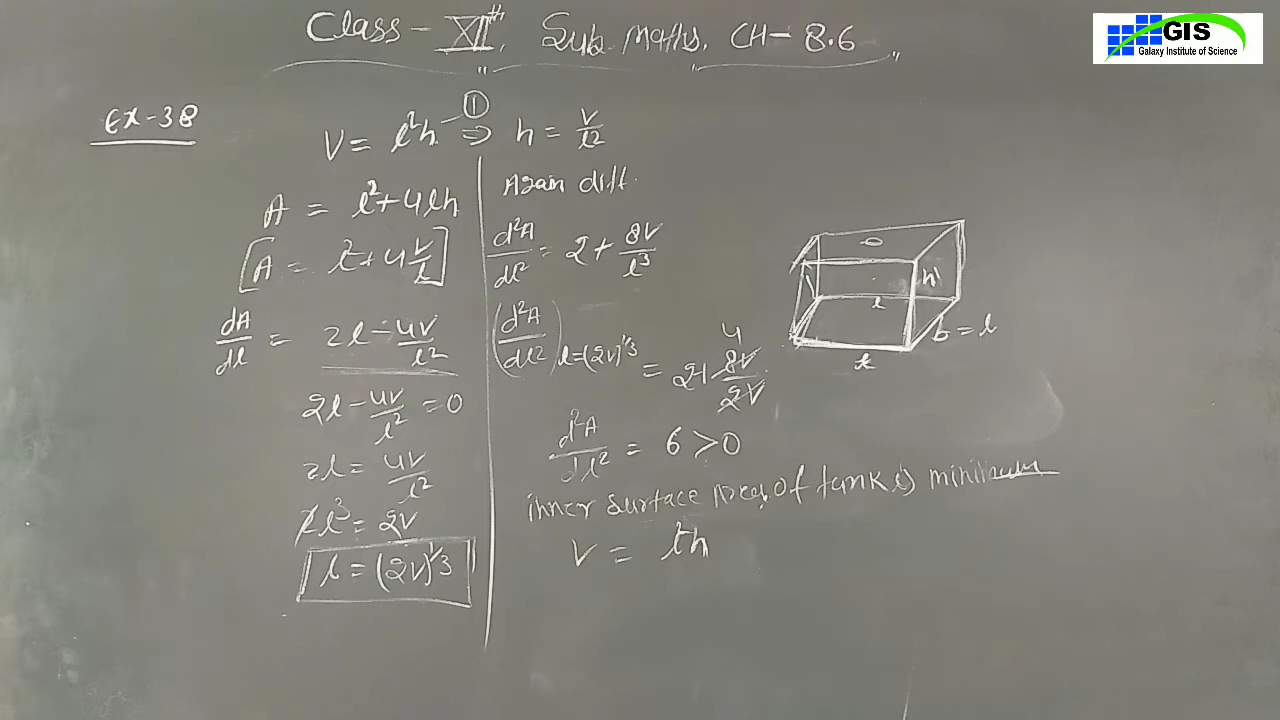 Class - XIIth, Sub. Maths. CH - 8.6
GIS
Galaxy Institute of Science
Ex-38
V = l²h —① ⇒ h = V/l²
A = l² + 4lh
[A = l² + 4V/l]
dA/dl = 2l - 4V/l²
2l - 4V/l² = 0
2l = 4V/l²
2l³ = 2V
l = (2V)^1/3
Again diff.
d²A/dl² = 2 + 8V/l³
(d²A/dl²) l=(2V)^1/3 = 2 + 8V/2V 4
d²A/dl² = 6 > 0
inner surface Area of tank is minimum
V = l²h
h
l
b = l
l